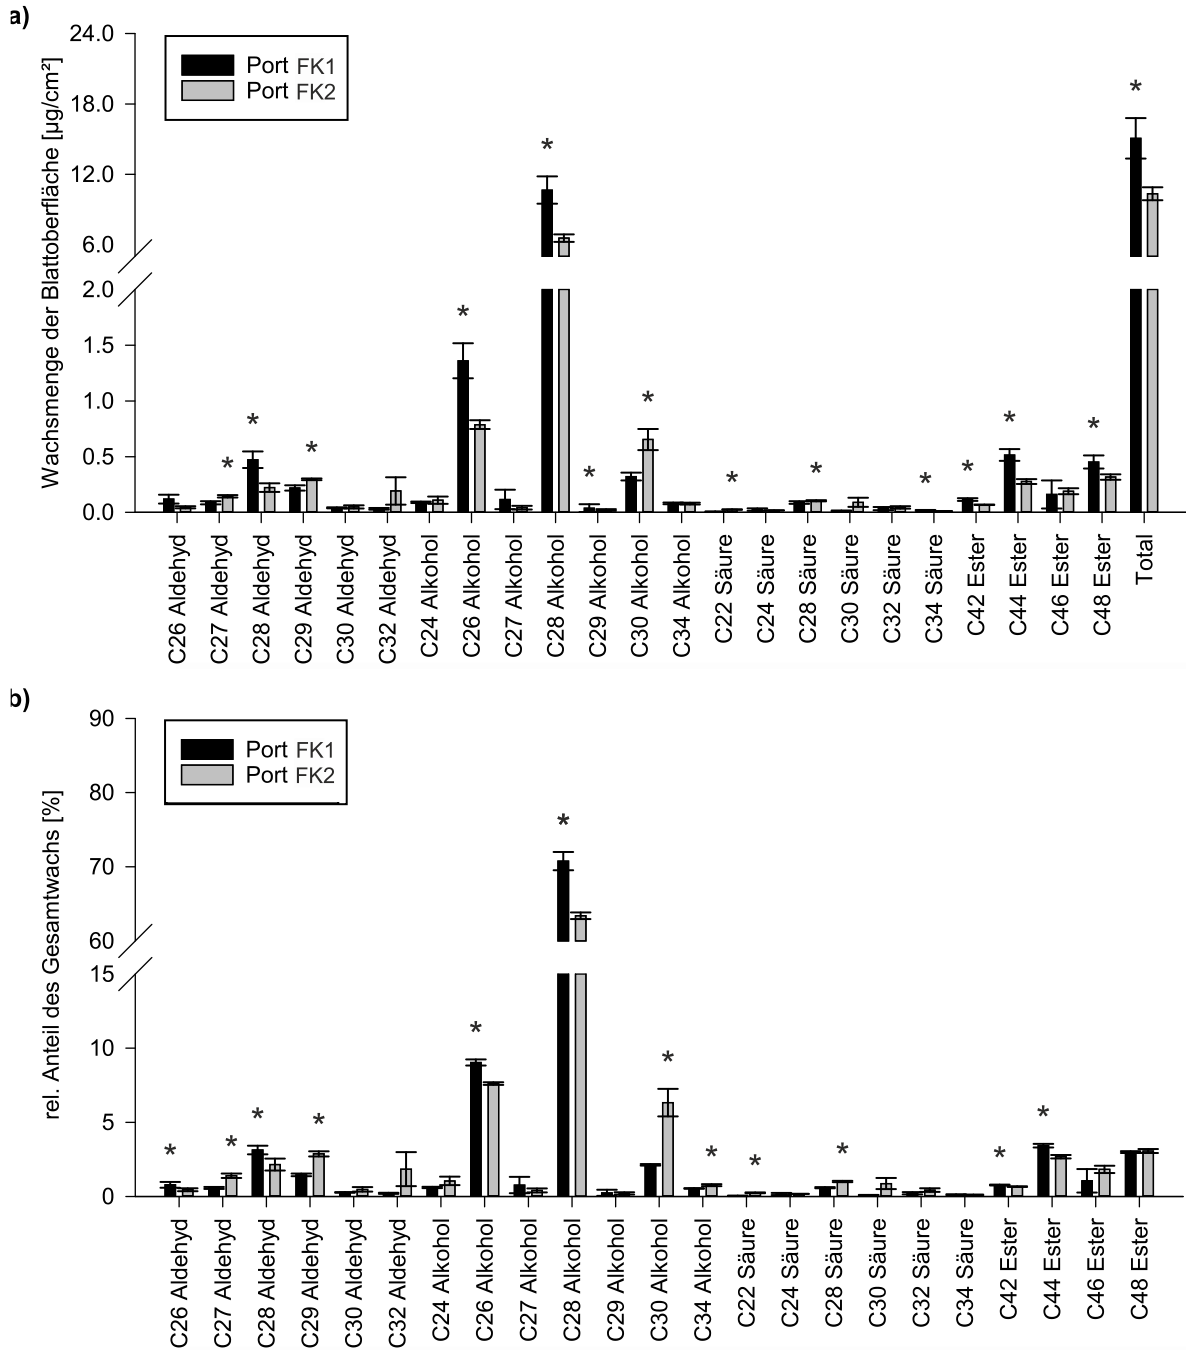 a)
24.0
18.0
12.0
6.0
2.0
1.5
1.0
0.5
0.0
Wachsmenge der Blattoberfläche [µg/cm²]
Port FK1
Port FK2
* * * * * * * * * * * * * * *
C26 Aldehyd
C27 Aldehyd
C28 Aldehyd
C29 Aldehyd
C30 Aldehyd
C32 Aldehyd
C24 Alkohol
C26 Alkohol
C27 Alkohol
C28 Alkohol
C29 Alkohol
C30 Alkohol
C34 Alkohol
C22 Säure
C24 Säure
C28 Säure
C30 Säure
C32 Säure
C34 Säure
C42 Ester
C44 Ester
C46 Ester
C48 Ester
Total
b)
90
80
70
60
15
10
5
0
rel. Anteil des Gesamtwachs [%]
Port FK1
Port FK2
* * * * * * * * * * * *
C26 Aldehyd
C27 Aldehyd
C28 Aldehyd
C29 Aldehyd
C30 Aldehyd
C32 Aldehyd
C24 Alkohol
C26 Alkohol
C27 Alkohol
C28 Alkohol
C29 Alkohol
C30 Alkohol
C34 Alkohol
C22 Säure
C24 Säure
C28 Säure
C30 Säure
C32 Säure
C34 Säure
C42 Ester
C44 Ester
C46 Ester
C48 Ester